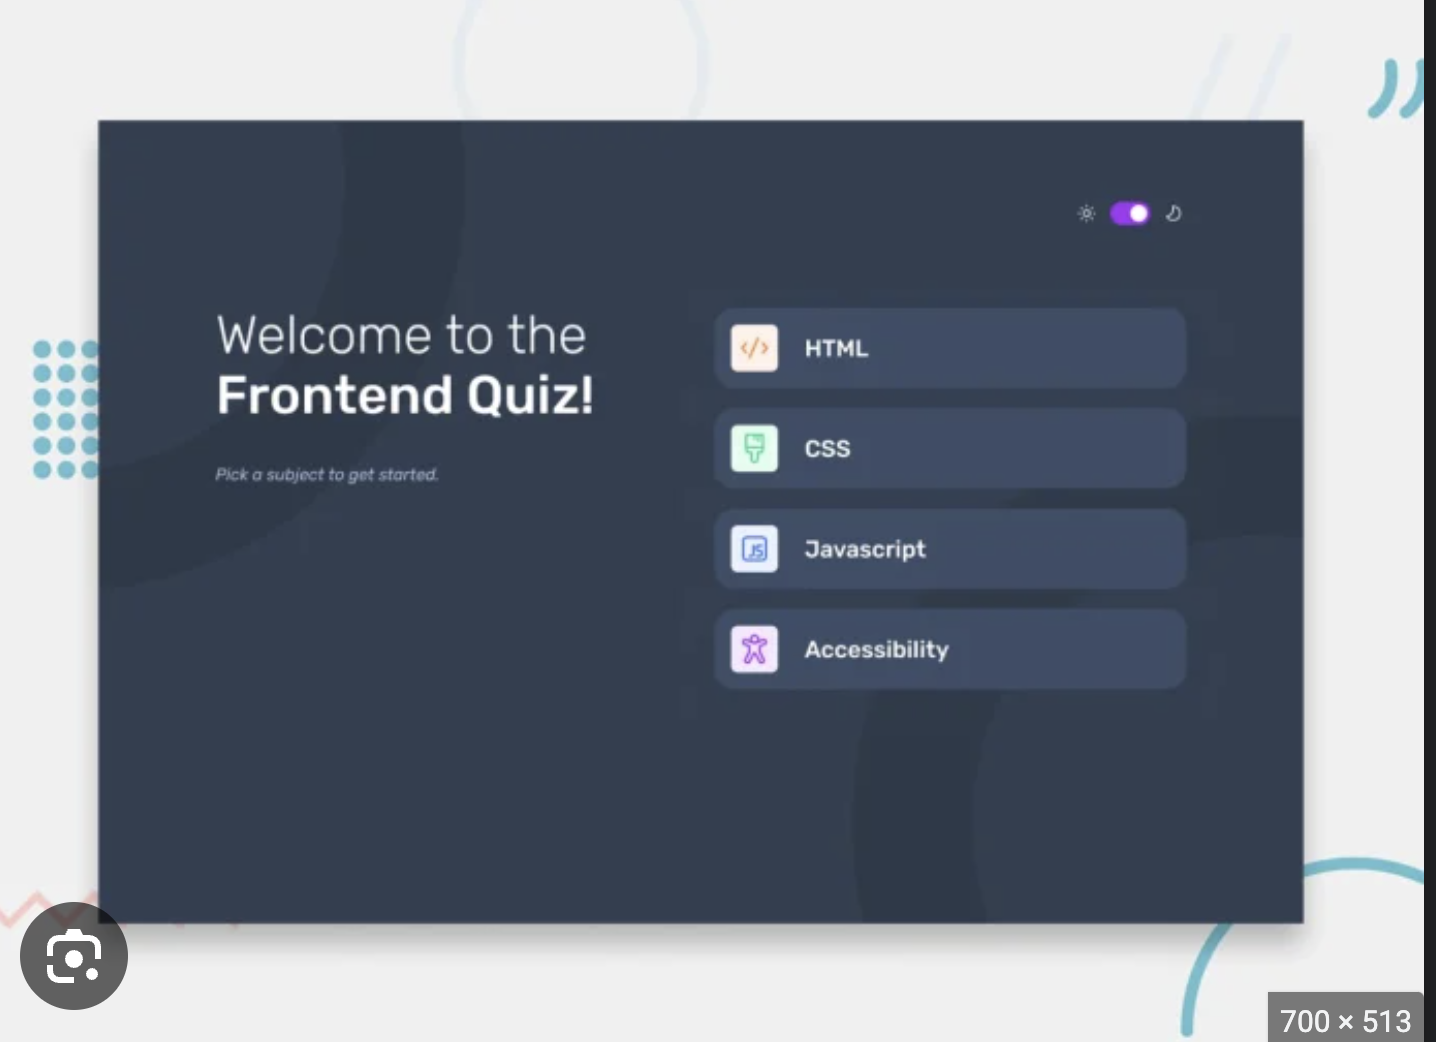 Welcome to the
Frontend Quiz!
Pick a subject to get started.
HTML
CSS
JS
Javascript
Accessibility
700 × 513